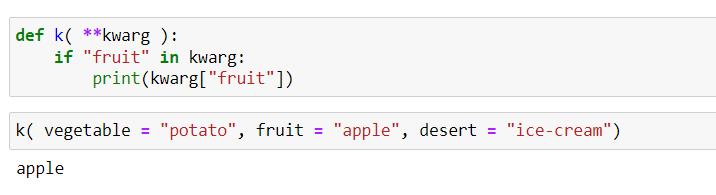 def k( **kwarg ):
    if "fruit" in kwarg:
        print(kwarg["fruit"])
k( vegetable = "potato", fruit = "apple", desert = "ice-cream")
apple